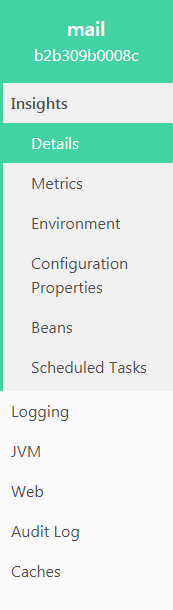 mail
b2b309b0008c
Insights
Details
Metrics
Environment
Configuration
Properties
Beans
Scheduled Tasks
Logging
JVM
Web
Audit Log
Caches